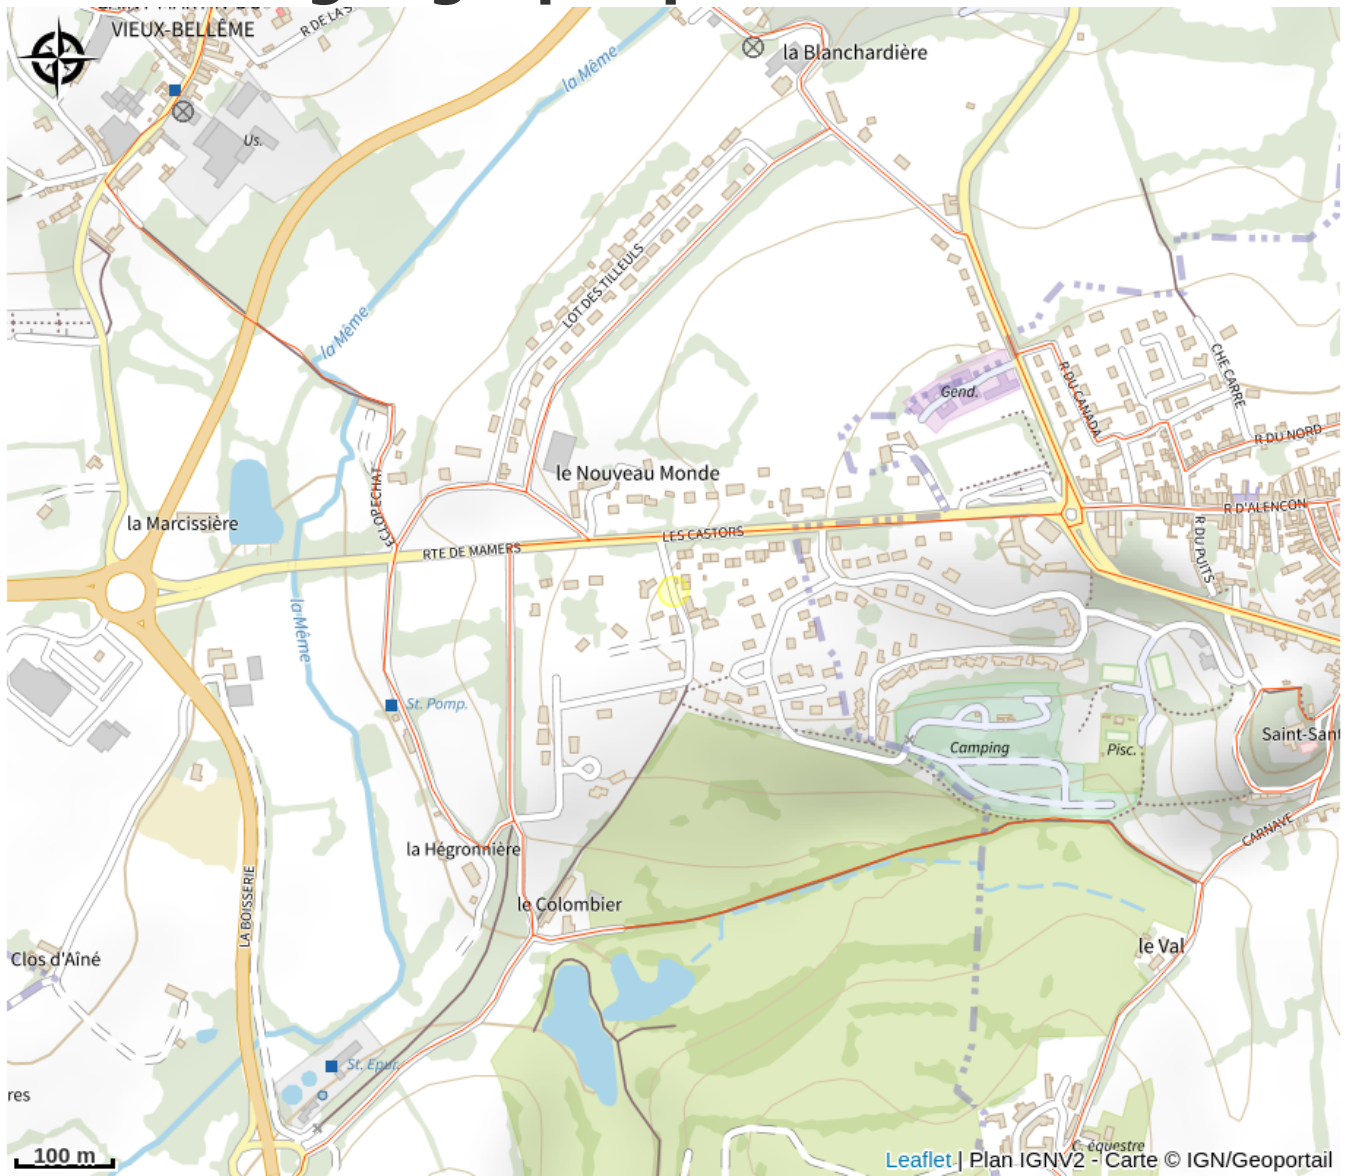 VIEUX-BELLÊME
R DE LA S
la Même
la Blanchardière
Us.
LOT DES TILLEULS
la Même
Gend.
R DU CANADA
CHE CARRE
R DU NORD
le Nouveau Monde
ECLOPECHAT
R D'ALENCON
la Marcissière
LES CASTORS
RTE DE MAMERS
R DU PUITS
la Même
St. Pomp.
Camping
Pisc.
Saint-Sant
CARNAVE
la Hégronnière
LA BOISSERIE
le Colombier
le Val
Clos d'Aîné
St. Epur.
res
C. équestre
100 m
Leaflet | Plan IGNV2 - Carte © IGN/Geoportail